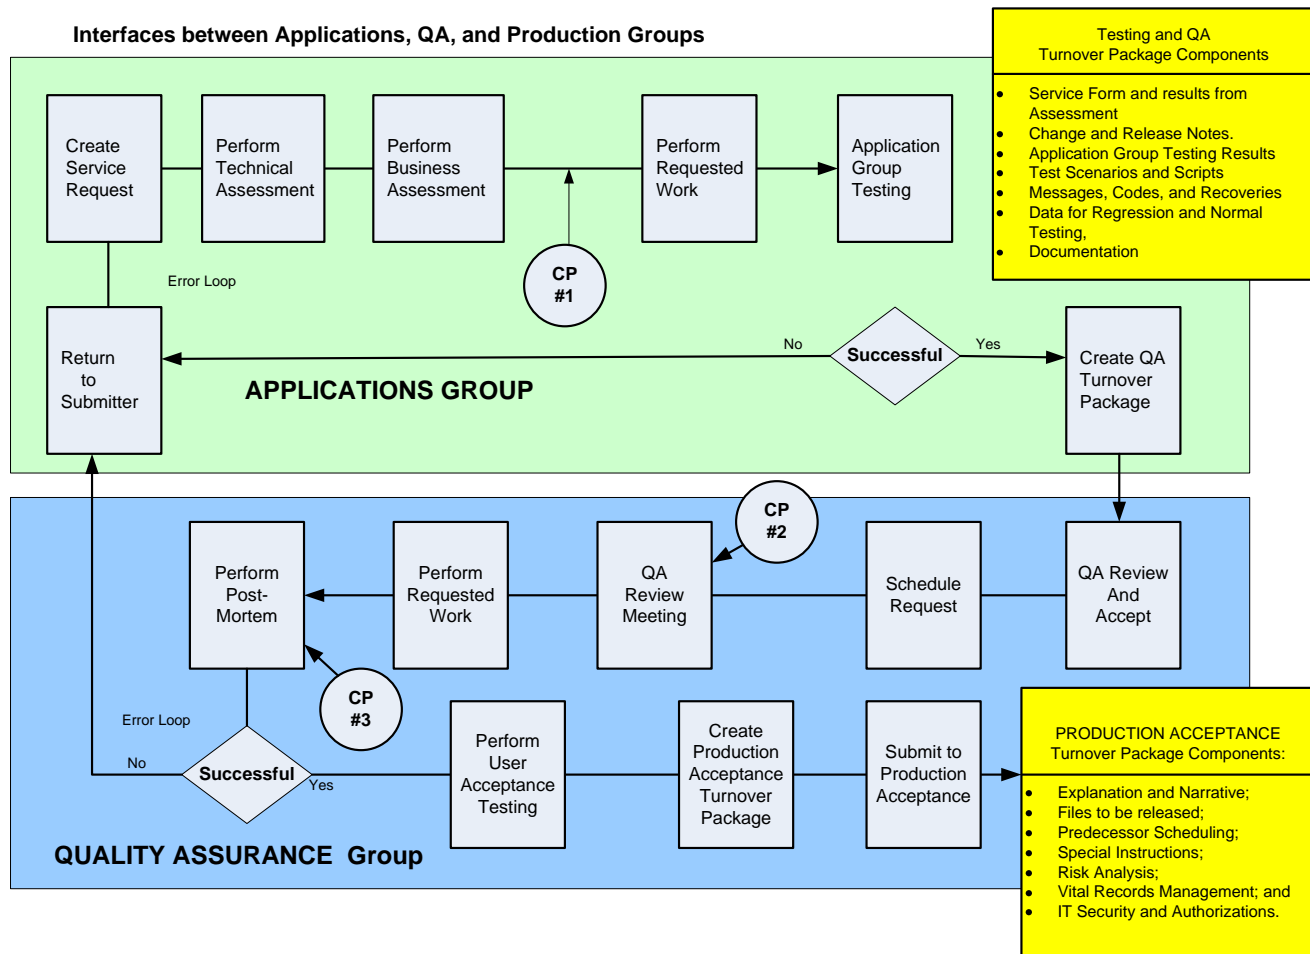 Interfaces between Applications, QA, and Production Groups
Testing and QA
Turnover Package Components
Service Form and results from
Assessment
Change and Release Notes.
Application Group Testing Results
Test Scenarios and Scripts
Messages, Codes, and Recoveries
Data for Regression and Normal
Testing,
Documentation
Create
Service
Request
Perform
Technical
Assessment
Perform
Business
Assessment
Perform
Requested
Work
Application
Group
Testing
CP
#1
Error Loop
Return
to
Submitter
No
Successful
Yes
Create QA
Turnover
Package
APPLICATIONS GROUP
CP
#2
Perform
Post-
Mortem
Perform
Requested
Work
QA
Review
Meeting
Schedule
Request
QA Review
And
Accept
CP
#3
Error Loop
No
Successful
Yes
Perform
User
Acceptance
Testing
Create
Production
Acceptance
Turnover
Package
Submit to
Production
Acceptance
PRODUCTION ACCEPTANCE
Turnover Package Components:
Explanation and Narrative;
Files to be released;
Predecessor Scheduling;
Special Instructions;
Risk Analysis;
Vital Records Management; and
IT Security and Authorizations.
QUALITY ASSURANCE Group